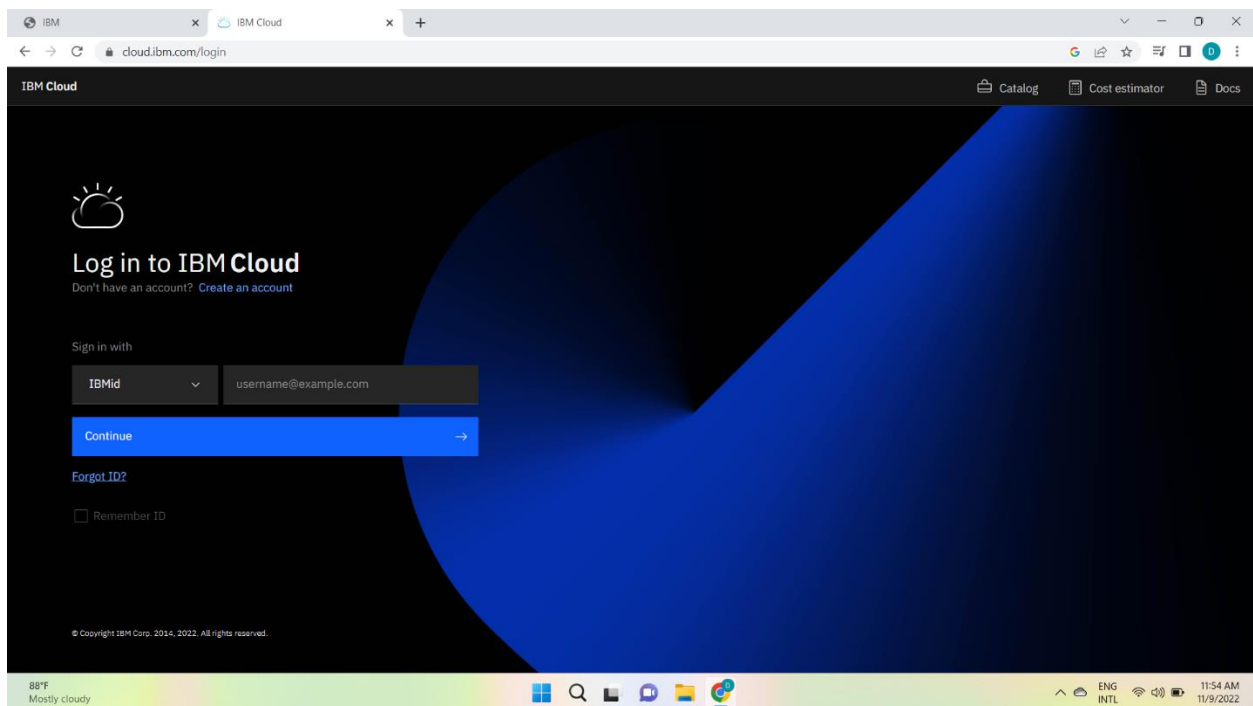 IBM
IBM Cloud
cloud.ibm.com/login
G
D
IBM Cloud
Catalog
Cost estimator
Docs
Log in to IBM Cloud
Don't have an account? Create an account
Sign in with
IBMid
username@example.com
Continue
Forgot ID?
Remember ID
© Copyright IBM Corp. 2014, 2022. All rights reserved.
88°F
Mostly cloudy
D
ENG
INTL
11:54 AM
11/9/2022